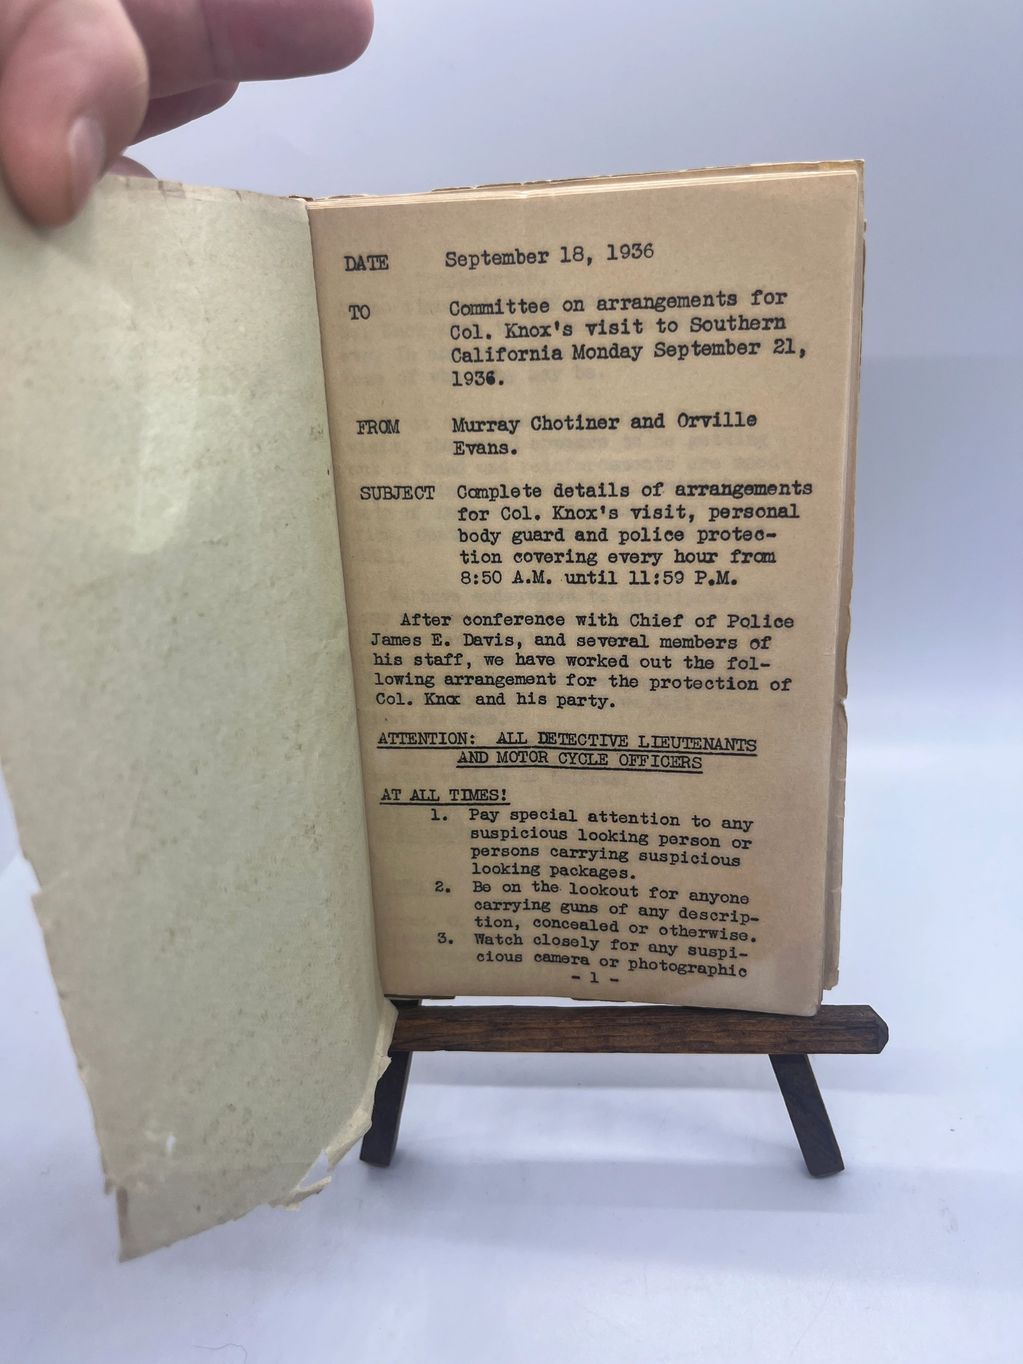 DATE September 18, 1936
TO Committee on arrangements for
Col. Knox's visit to Southern
California Monday September 21,
1936.
FROM Murray Chotiner and Orville
Evans.
SUBJECT Complete details of arrangements
for Col. Knox's visit, personal
body guard and police protec-
tion covering every hour from
8:50 A.M. until 11:59 P.M.
After conference with Chief of Police
James E. Davis, and several members of
his staff, we have worked out the fol-
lowing arrangement for the protection of
Col. Knox and his party.
ATTENTION: ALL DETECTIVE LIEUTENANTS
AND MOTOR CYCLE OFFICERS
AT ALL TIMES!
1. Pay special attention to any
suspicious looking person or
persons carrying suspicious
looking packages.
2. Be on the lookout for anyone
carrying guns of any descrip-
tion, concealed or otherwise.
3. Watch closely for any suspi-
cious camera or photographic
- 1 -